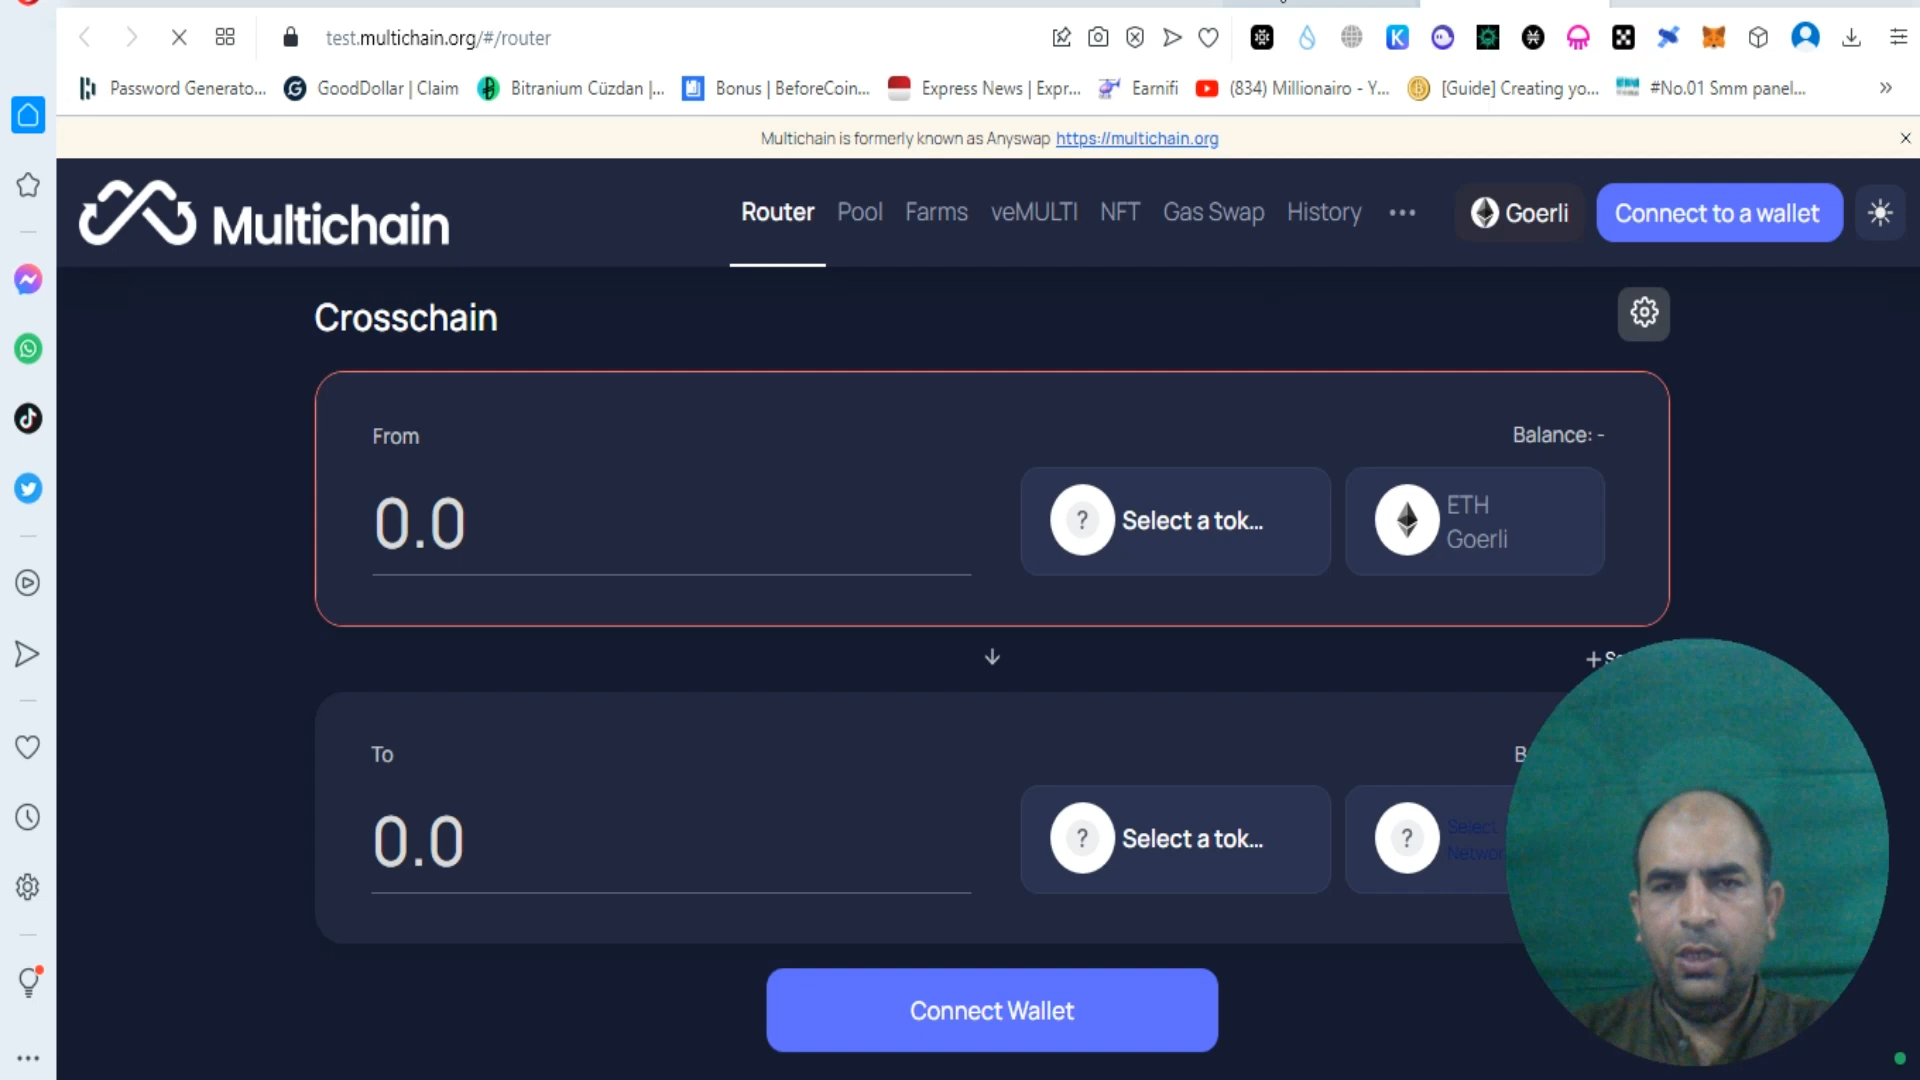 test.multichain.org/#/router
Password Generato... GoodDollar | Claim Bitranium Cüzdan |... Bonus | BeforeCoin... Express News | Expr... Earnifi (834) Millionairo - Y... [Guide] Creating yo... #No.01 Smm panel...
Multichain is formerly known as Anyswap https://multichain.org
Multichain Router Pool Farms veMULTI NFT Gas Swap History Goerli Connect to a wallet
Crosschain
From Balance: -
0.0 Select a tok... ETH Goerli
To
0.0 Select a tok... Select
Connect Wallet